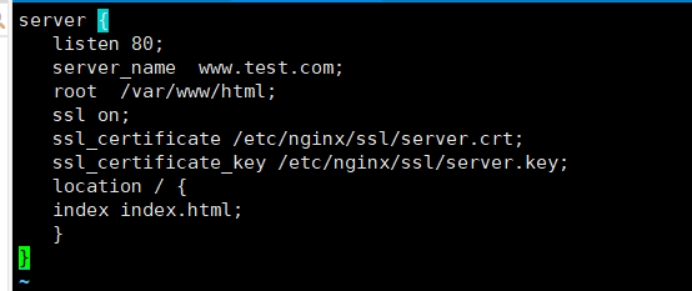 server {
   listen 80;
   server_name  www.test.com;
   root  /var/www/html;
   ssl on;
   ssl_certificate /etc/nginx/ssl/server.crt;
   ssl_certificate_key /etc/nginx/ssl/server.key;
   location / {
   index index.html;
   }
}
~